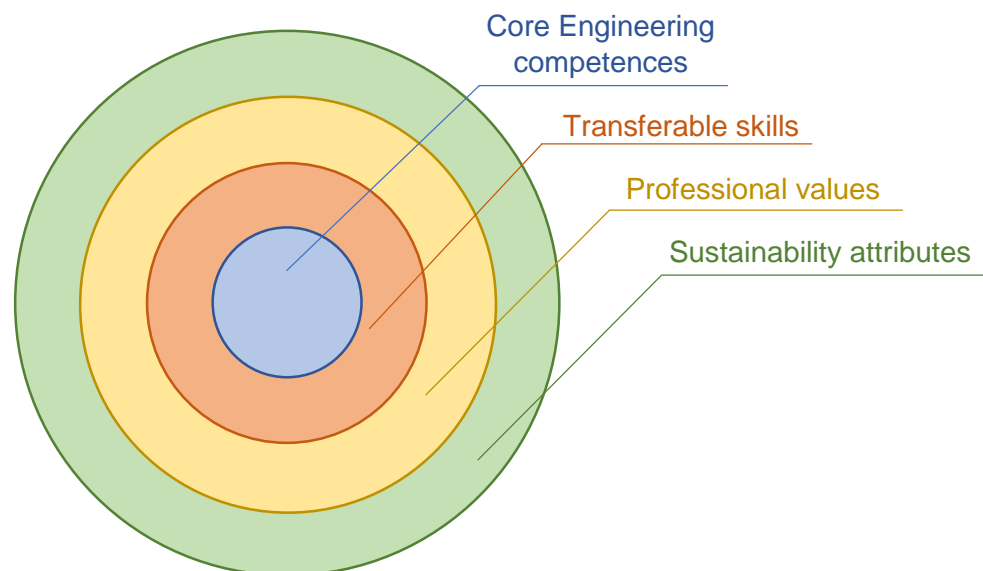 Core Engineering
competences
Transferable skills
Professional values
Sustainability attributes